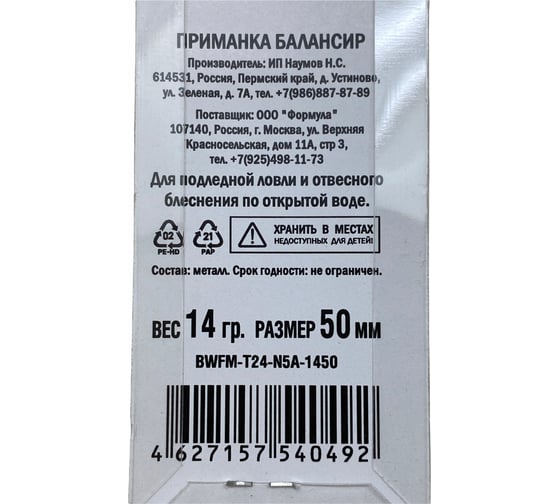 ПРИМАНКА БАЛАНСИР
Производитель: ИП Наумов Н.С.
614531, Россия, Пермский край, д. Устиново,
ул. Зеленая, д. 7А, тел. +7(986)887-87-89
Поставщик: ООО "Формула"
107140, Россия, г. Москва, ул. Верхняя
Красносельская, дом 11А, стр 3,
тел. +7(925)498-11-73
Для подледной ловли и отвесного
блеснения по открытой воде.
02
PE-HD
21
PAP
ХРАНИТЬ В МЕСТАХ
НЕДОСТУПНЫХ ДЛЯ ДЕТЕЙ!
Состав: металл. Срок годности: не ограничен.
ВЕС 14 гр. РАЗМЕР 50 мм
BWFM-T24-N5A-1450
4 627157 540492